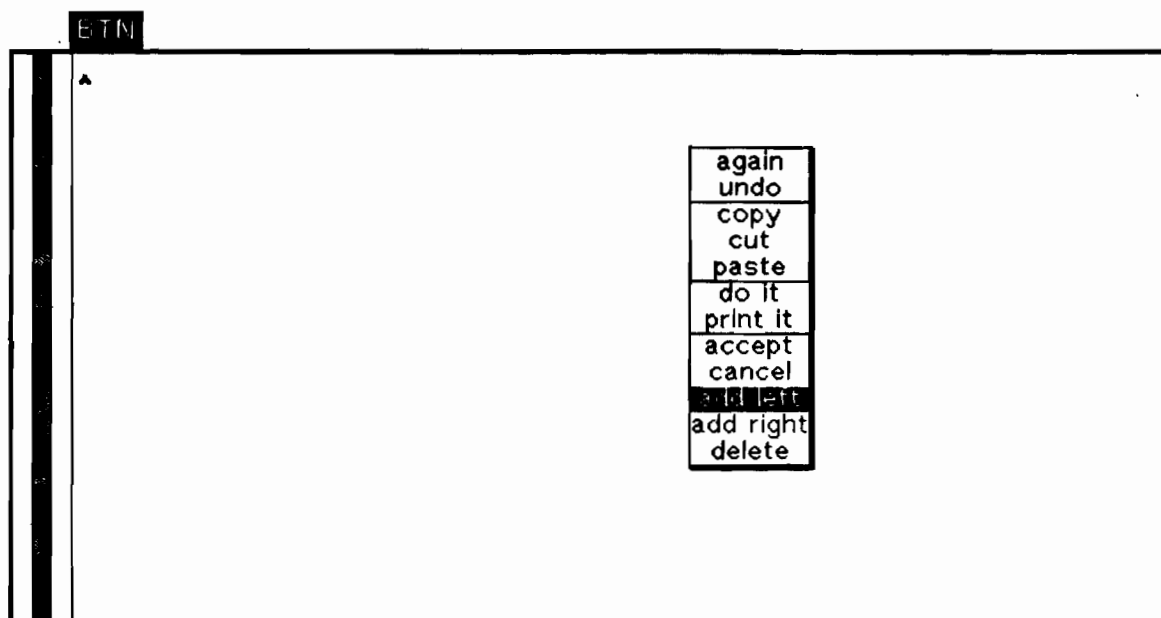 BTN
again
undo
copy
cut
paste
do it
print it
accept
cancel
add left
add right
delete